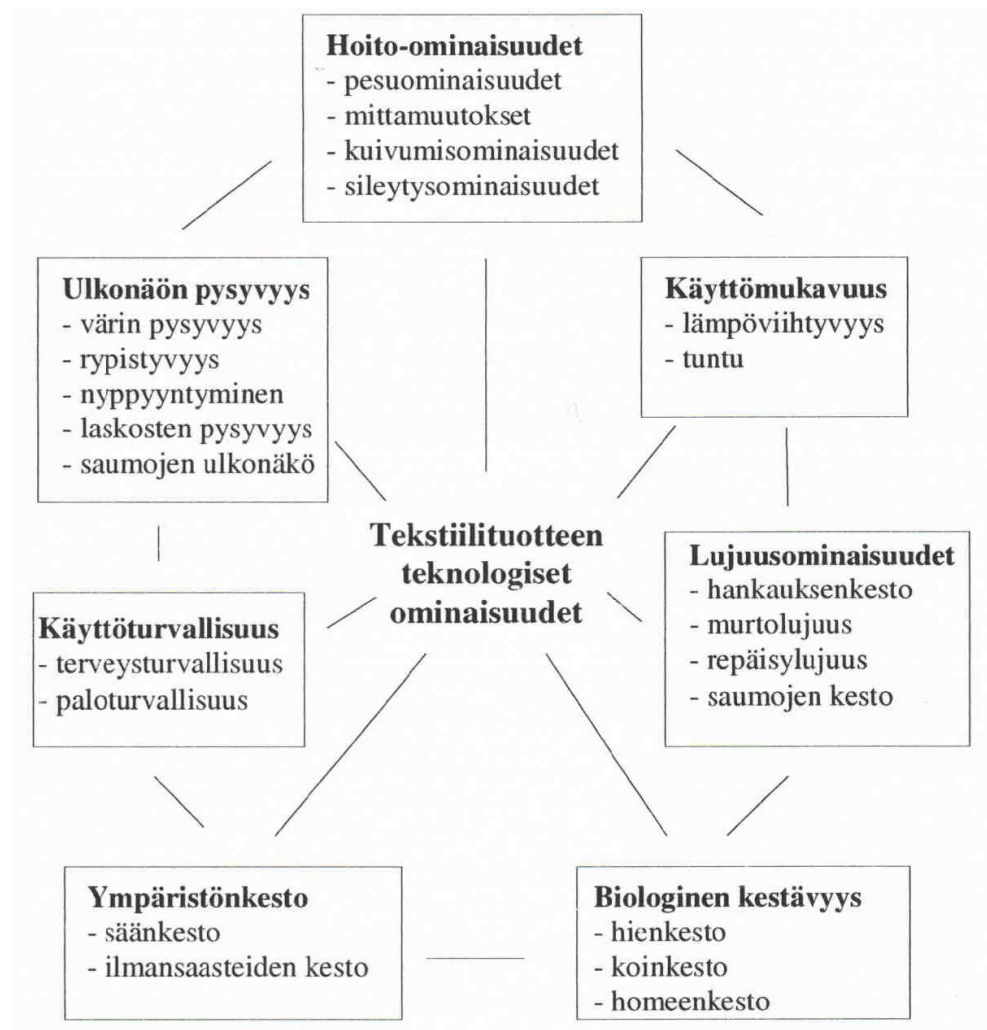 Hoito-ominaisuudet
- pesuominaisuudet
- mittamuutokset
- kuivumisominaisuudet
- sileytysominaisuudet
Ulkonäön pysyvyys
- värin pysyvyys
- rypistyvyys
- nyppyyntyminen
- laskosten pysyvyys
- saumojen ulkonäkö
Käyttömukavuus
- lämpöviihtyvyys
- tuntu
Tekstiilituotteen
teknologiset
ominaisuudet
Lujuusominaisuudet
- hankauksenkesto
- murtolujuus
- repäisylujuus
- saumojen kesto
Käyttöturvallisuus
- terveysturvallisuus
- paloturvallisuus
Ympäristönkesto
- säänkesto
- ilmansaasteiden kesto
Biologinen kestävyys
- hienkesto
- koinkesto
- homeenkesto